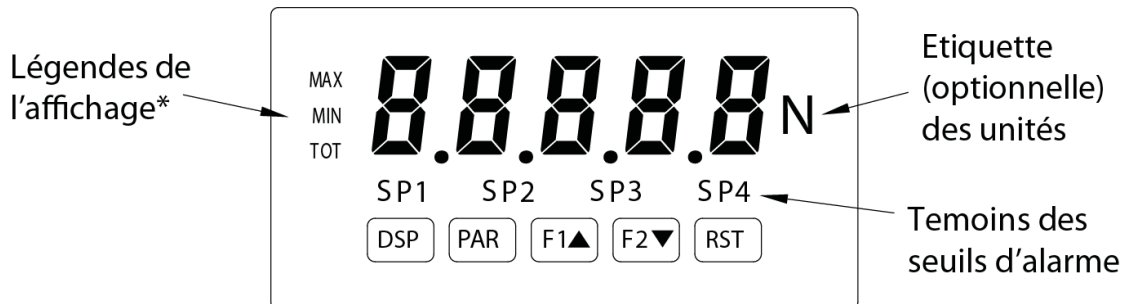 Légendes de
l'affichage*
MAX
MIN
TOT
8.8.8.8.8
N
Etiquette
(optionnelle)
des unités
SP1 SP2 SP3 SP4
DSP PAR F1▲ F2▼ RST
Temoins des
seuils d'alarme